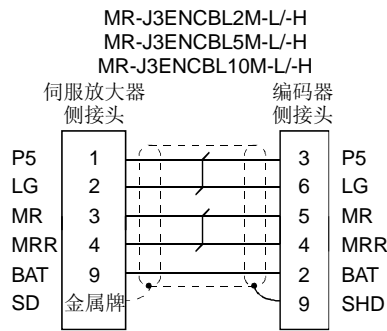 MR-J3ENCBL2M-L/-H
MR-J3ENCBL5M-L/-H
MR-J3ENCBL10M-L/-H
伺服放大器 编码器
侧接头 侧接头
P5 1 3 P5
LG 2 6 LG
MR 3 5 MR
MRR 4 4 MRR
BAT 9 2 BAT
SD 金属牌 9 SHD